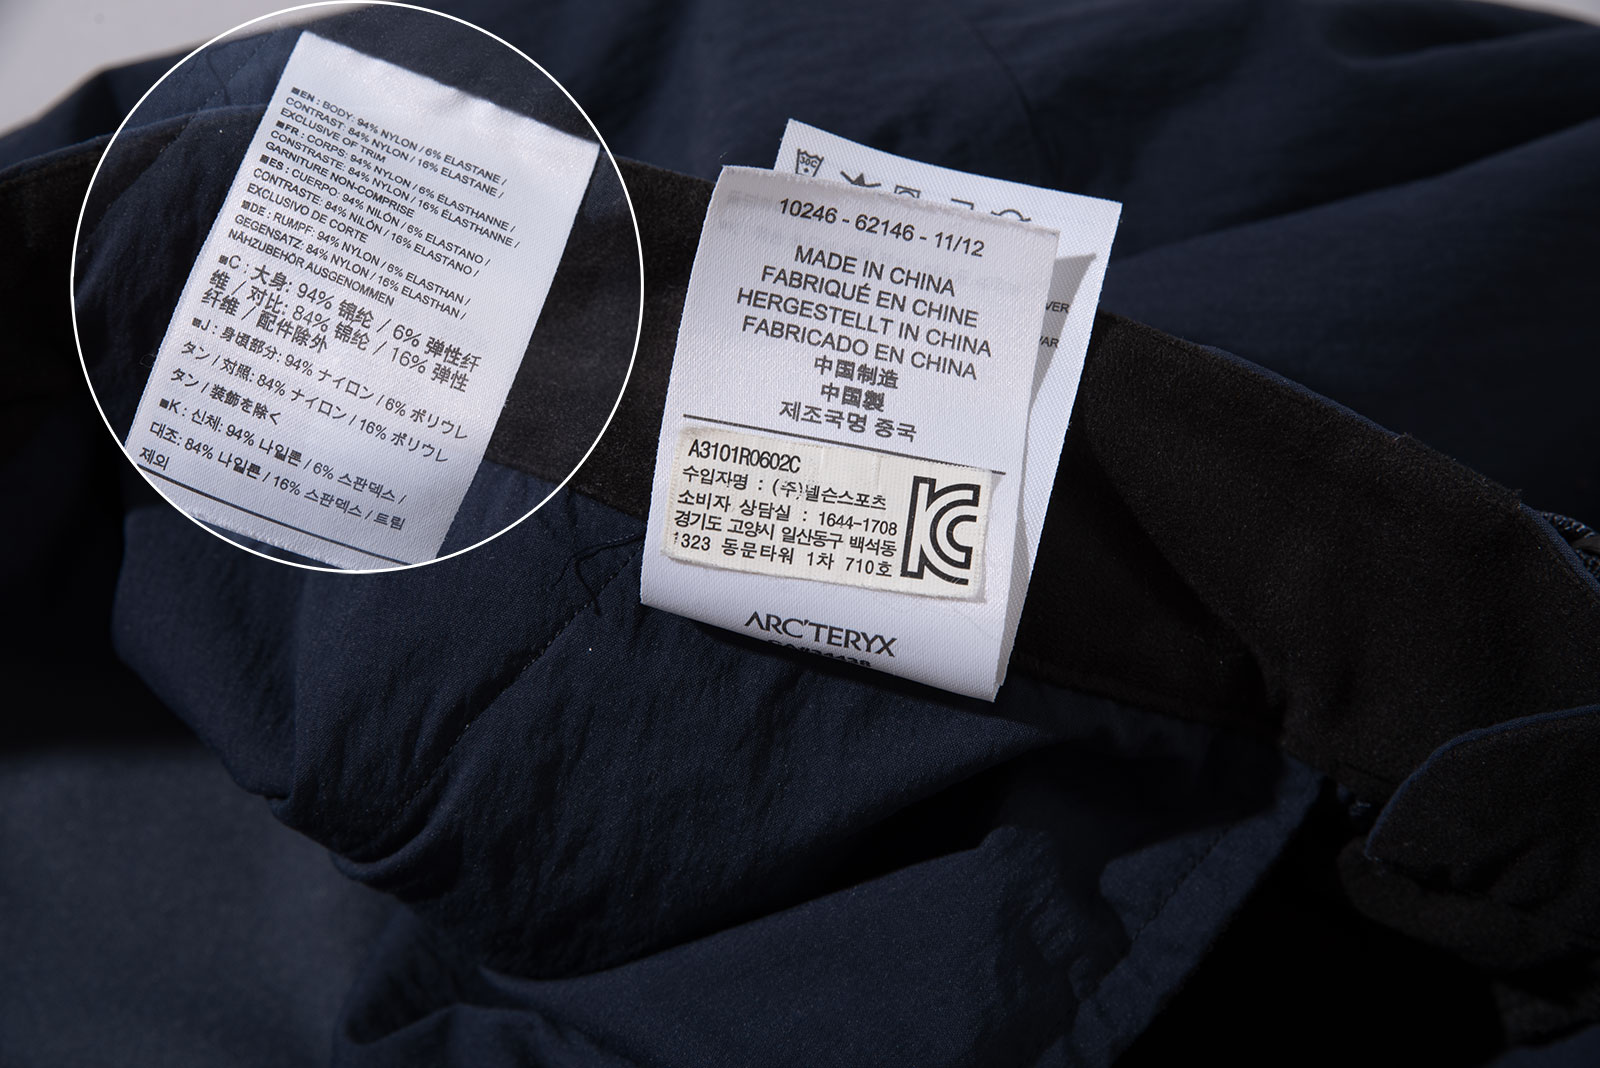 ■EN : BODY: 94% NYLON / 6% ELASTANE /
CONTRAST: 84% NYLON / 16% ELASTANE /
EXCLUSIVE OF TRIM
■FR : CORPS: 94% NYLON / 6% ÉLASTHANNE /
CONSTRASTE: 84% NYLON / 16% ÉLASTHANNE /
GARNITURE NON-COMPRISE
■ES : CUERPO: 94% NILÓN / 6% ELASTANO /
CONTRASTE: 84% NILÓN / 16% ELASTANO /
EXCLUSIVO DE CORTE
■DE : RUMPF: 94% NYLON / 6% ELASTHAN /
GEGENSATZ: 84% NYLON / 16% ELASTHAN /
NÄHZUBEHÖR AUSGENOMMEN
■C : 大身: 94% 锦纶 / 6% 弹性纤
维 / 对比: 84% 锦纶 / 16% 弹性
纤维 / 配件除外
■J : 身頃部分: 94% ナイロン / 6% ポリウレ
タン / 対照: 84% ナイロン / 16% ポリウレ
タン / 装飾を除く
■K : 신체: 94% 나일론 / 6% 스판덱스 /
대조: 84% 나일론 / 16% 스판덱스 / 트림
제외
30C
10246 - 62146 - 11/12
MADE IN CHINA
FABRIQUÉ EN CHINE
HERGESTELLT IN CHINA
FABRICADO EN CHINA
中国制造
中國製
제조국명 중국
A3101R0602C
수입자명 : (주)넬슨스포츠
소비자 상담실 : 1644-1708
경기도 고양시 일산동구 백석동
1323 동문타워 1차 710호
KC
ARC'TERYX